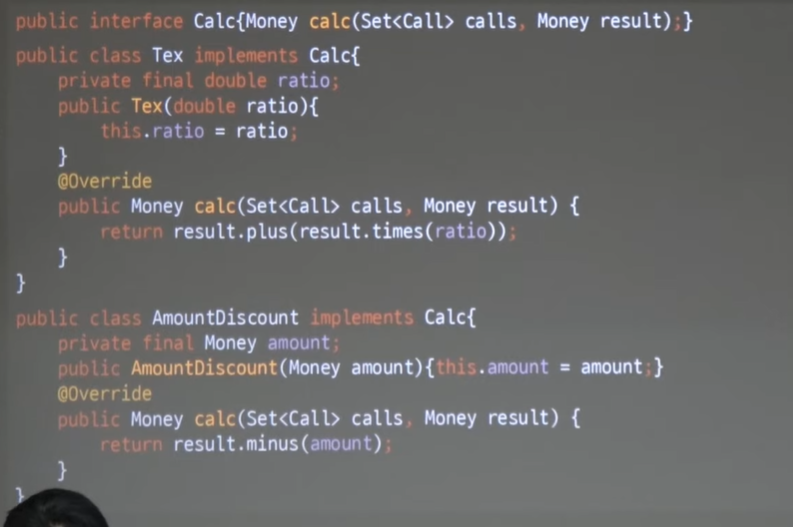 public interface Calc{Money calc(Set<Call> calls, Money result);}
public class Tex implements Calc{
    private final double ratio;
    public Tex(double ratio){
        this.ratio = ratio;
    }
    @Override
    public Money calc(Set<Call> calls, Money result) {
        return result.plus(result.times(ratio));
    }
}
public class AmountDiscount implements Calc{
    private final Money amount;
    public AmountDiscount(Money amount){this.amount = amount;}
    @Override
    public Money calc(Set<Call> calls, Money result) {
        return result.minus(amount);
    }
}